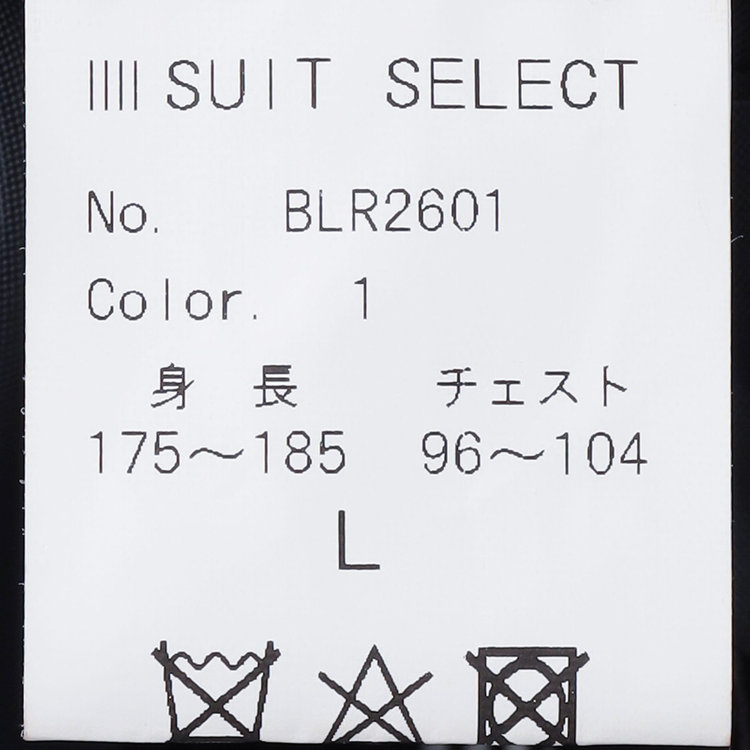 SUIT SELECT
No. BLR2601
Color. 1
身長 チェスト
175～185 96～104
L